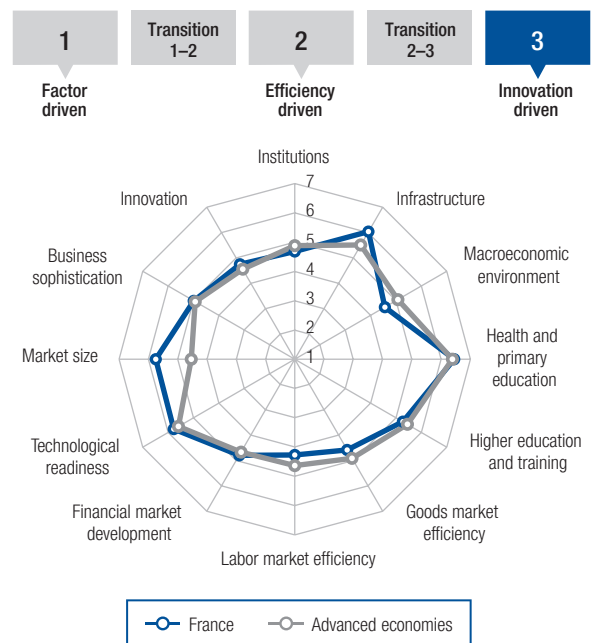 1
Transition
1–2
2
Transition
2–3
3
Factor
driven
Efficiency
driven
Innovation
driven
Institutions
7
6
5
4
3
2
1
Infrastructure
Macroeconomic
environment
Health and
primary
education
Higher education
and training
Goods market
efficiency
Labor market efficiency
Financial market
development
Technological
readiness
Market size
Business
sophistication
Innovation
France
Advanced economies